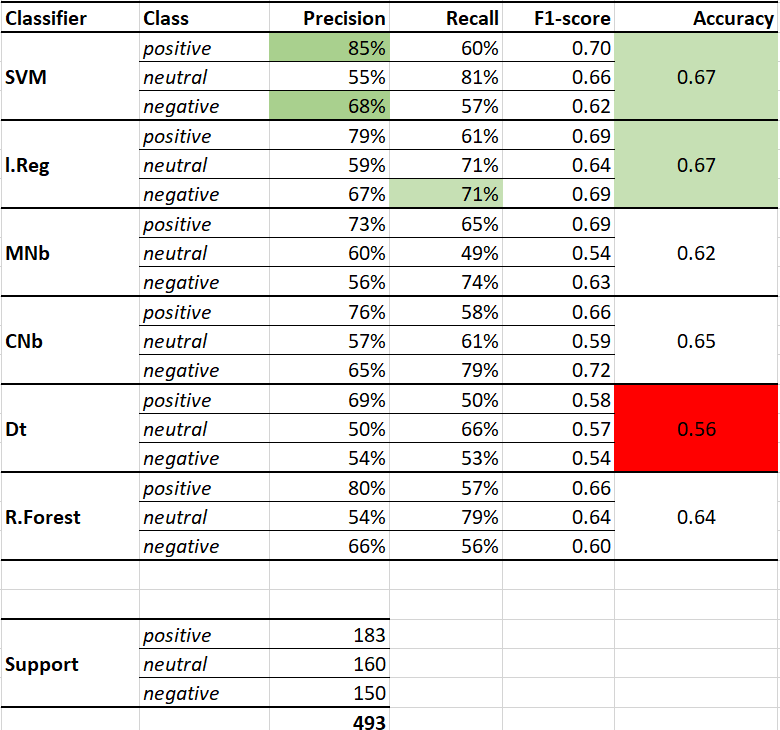 Classifier Class Precision Recall F1-score Accuracy
positive 85% 60% 0.70
SVM neutral 55% 81% 0.66 0.67
negative 68% 57% 0.62
positive 79% 61% 0.69
l.Reg neutral 59% 71% 0.64 0.67
negative 67% 71% 0.69
positive 73% 65% 0.69
MNb neutral 60% 49% 0.54 0.62
negative 56% 74% 0.63
positive 76% 58% 0.66
CNb neutral 57% 61% 0.59 0.65
negative 65% 79% 0.72
positive 69% 50% 0.58
Dt neutral 50% 66% 0.57 0.56
negative 54% 53% 0.54
positive 80% 57% 0.66
R.Forest neutral 54% 79% 0.64 0.64
negative 66% 56% 0.60
positive 183
Support neutral 160
negative 150
493